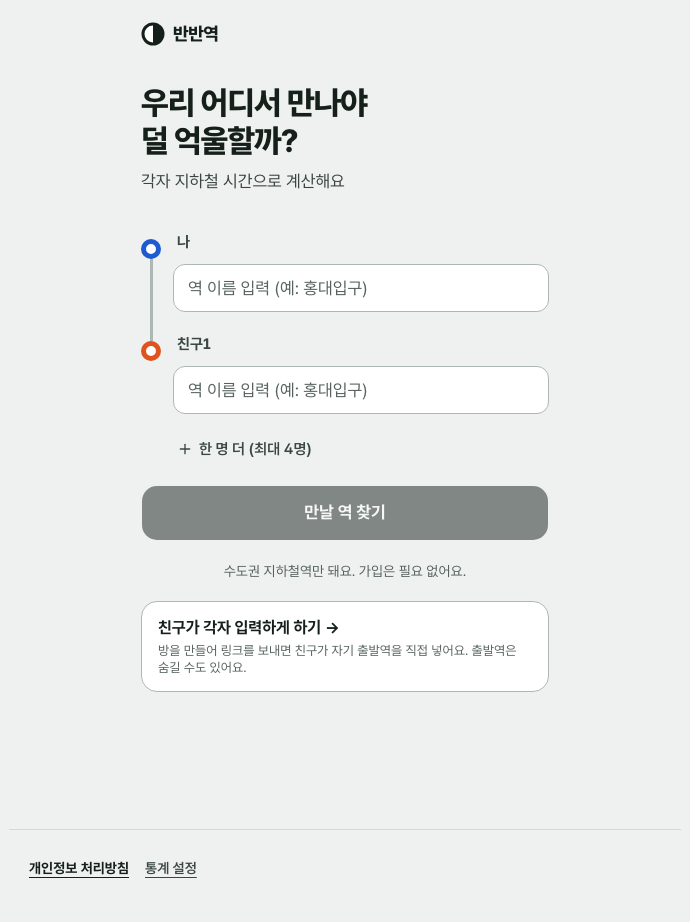 반반역
우리 어디서 만나야
덜 억울할까?
각자 지하철 시간으로 계산해요
나
역 이름 입력 (예: 홍대입구)
친구1
역 이름 입력 (예: 홍대입구)
+ 한 명 더 (최대 4명)
만날 역 찾기
수도권 지하철역만 돼요. 가입은 필요 없어요.
친구가 각자 입력하게 하기 →
방을 만들어 링크를 보내면 친구가 자기 출발역을 직접 넣어요. 출발역은
숨길 수도 있어요.
개인정보 처리방침 통계 설정